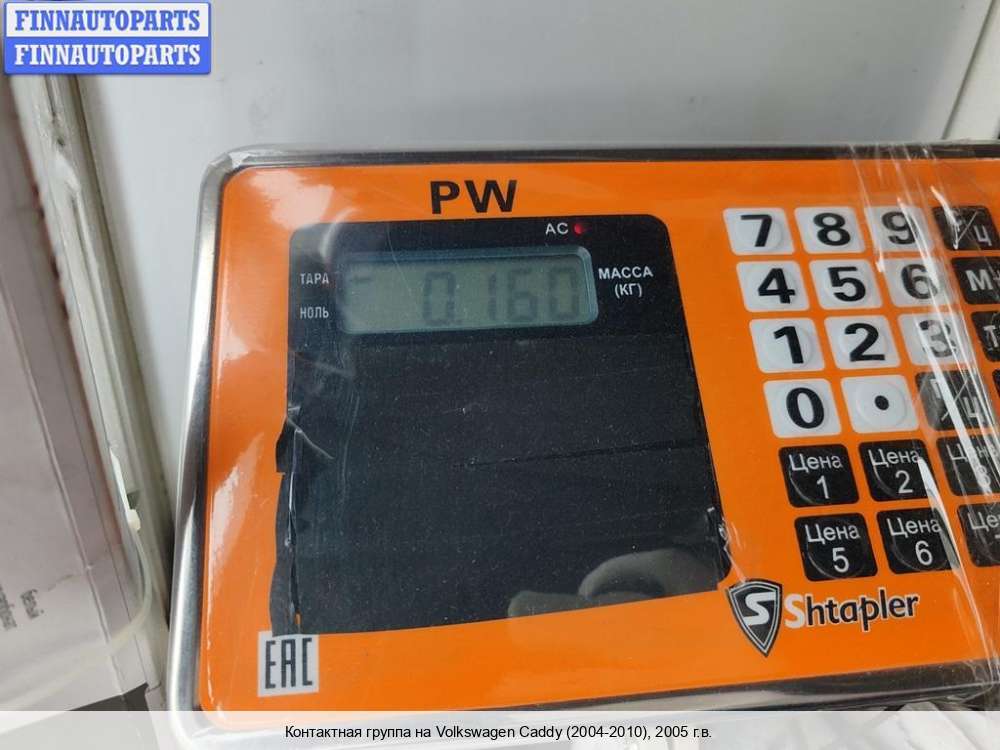 FINNAUTOPARTS
FINNAUTOPARTS
PW
AC
ТАРА
НОЛЬ
0.160
МАССА
(КГ)
7 8 9
4 5 6 М
1 2 3
0 .
Цена 1
Цена 2
Цена 5
Цена 6
S Shtapler
EAC
Контактная группа на Volkswagen Caddy (2004-2010), 2005 г.в.